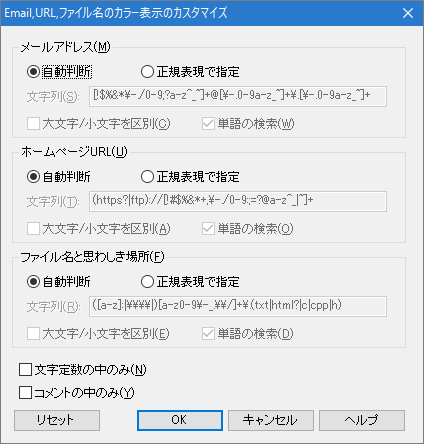 Email,URL,ファイル名のカラー表示のカスタマイズ
メールアドレス(M)
自動判断 正規表現で指定
文字列(S): [!$%&*¥-./0-9;?a-z^_~]+@[¥-.0-9a-z_~]+¥.[¥-.0-9a-z_~]+
大文字/小文字を区別(C) 単語の検索(W)
ホームページURL(U)
自動判断 正規表現で指定
文字列(T): (https?|ftp)://[!#$%&*+,¥-./0-9:;=?@a-z^_|~]+
大文字/小文字を区別(A) 単語の検索(O)
ファイル名と思わしき場所(F)
自動判断 正規表現で指定
文字列(R): ([a-z]:|¥¥¥¥|)[a-z0-9¥-_.¥¥/]+¥.(txt|html?|c|cpp|h)
大文字/小文字を区別(E) 単語の検索(D)
文字定数の中のみ(N)
コメントの中のみ(Y)
リセット OK キャンセル ヘルプ